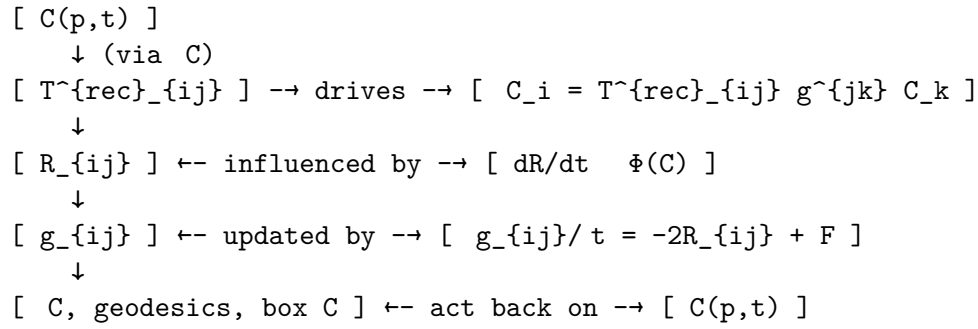 [ C(p,t) ]
↓ (via C)
[ T^{rec}_{ij} ] -→ drives -→ [ C_i = T^{rec}_{ij} g^{jk} C_k ]
↓
[ R_{ij} ] ←- influenced by -→ [ dR/dt Φ(C) ]
↓
[ g_{ij} ] ←- updated by -→ [ g_{ij}/ t = -2R_{ij} + F ]
↓
[ C, geodesics, box C ] ←- act back on -→ [ C(p,t) ]